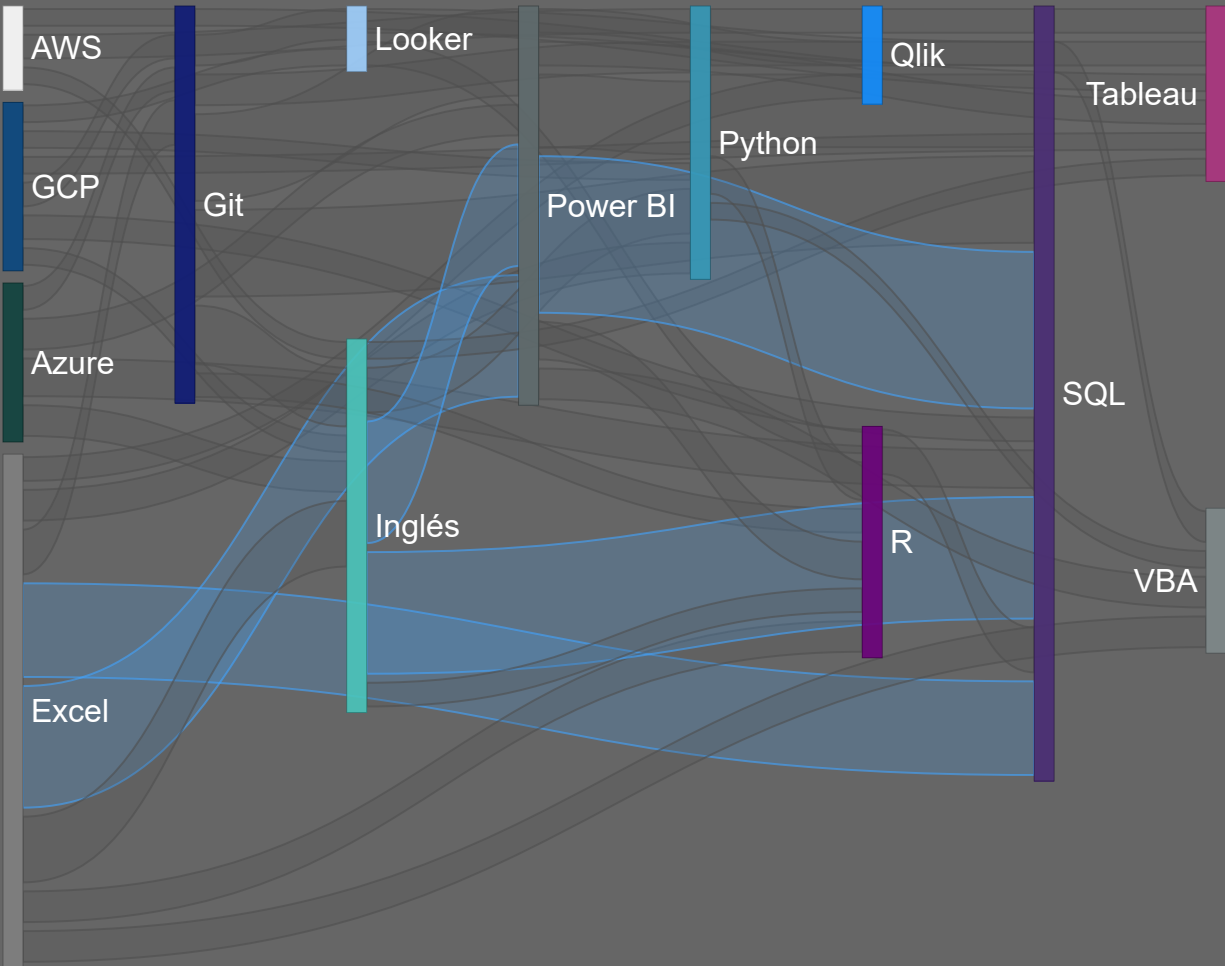 AWS
GCP
Azure
Excel
Git
Looker
Inglés
Power BI
Python
Qlik
R
SQL
Tableau
VBA